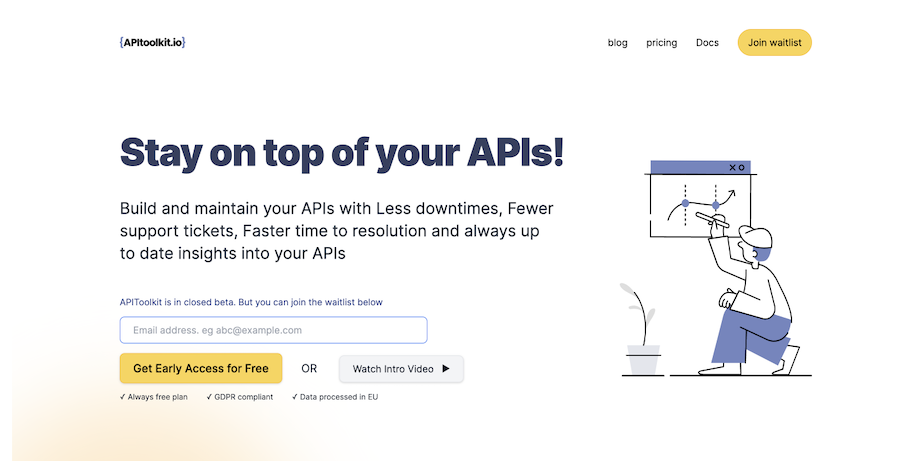 {APItoolkit.io}
blog pricing Docs Join waitlist
Stay on top of your APIs!
Build and maintain your APIs with Less downtimes, Fewer
support tickets, Faster time to resolution and always up
to date insights into your APIs
APIToolkit is in closed beta. But you can join the waitlist below
Email address. eg abc@example.com
Get Early Access for Free OR Watch Intro Video ▶
✓ Always free plan ✓ GDPR compliant ✓ Data processed in EU